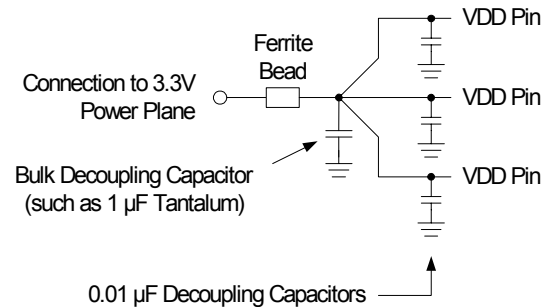 VDD Pin
Ferrite
Bead
Connection to 3.3V
Power Plane
VDD Pin
Bulk Decoupling Capacitor
(such as 1 µF Tantalum)
VDD Pin
0.01 µF Decoupling Capacitors